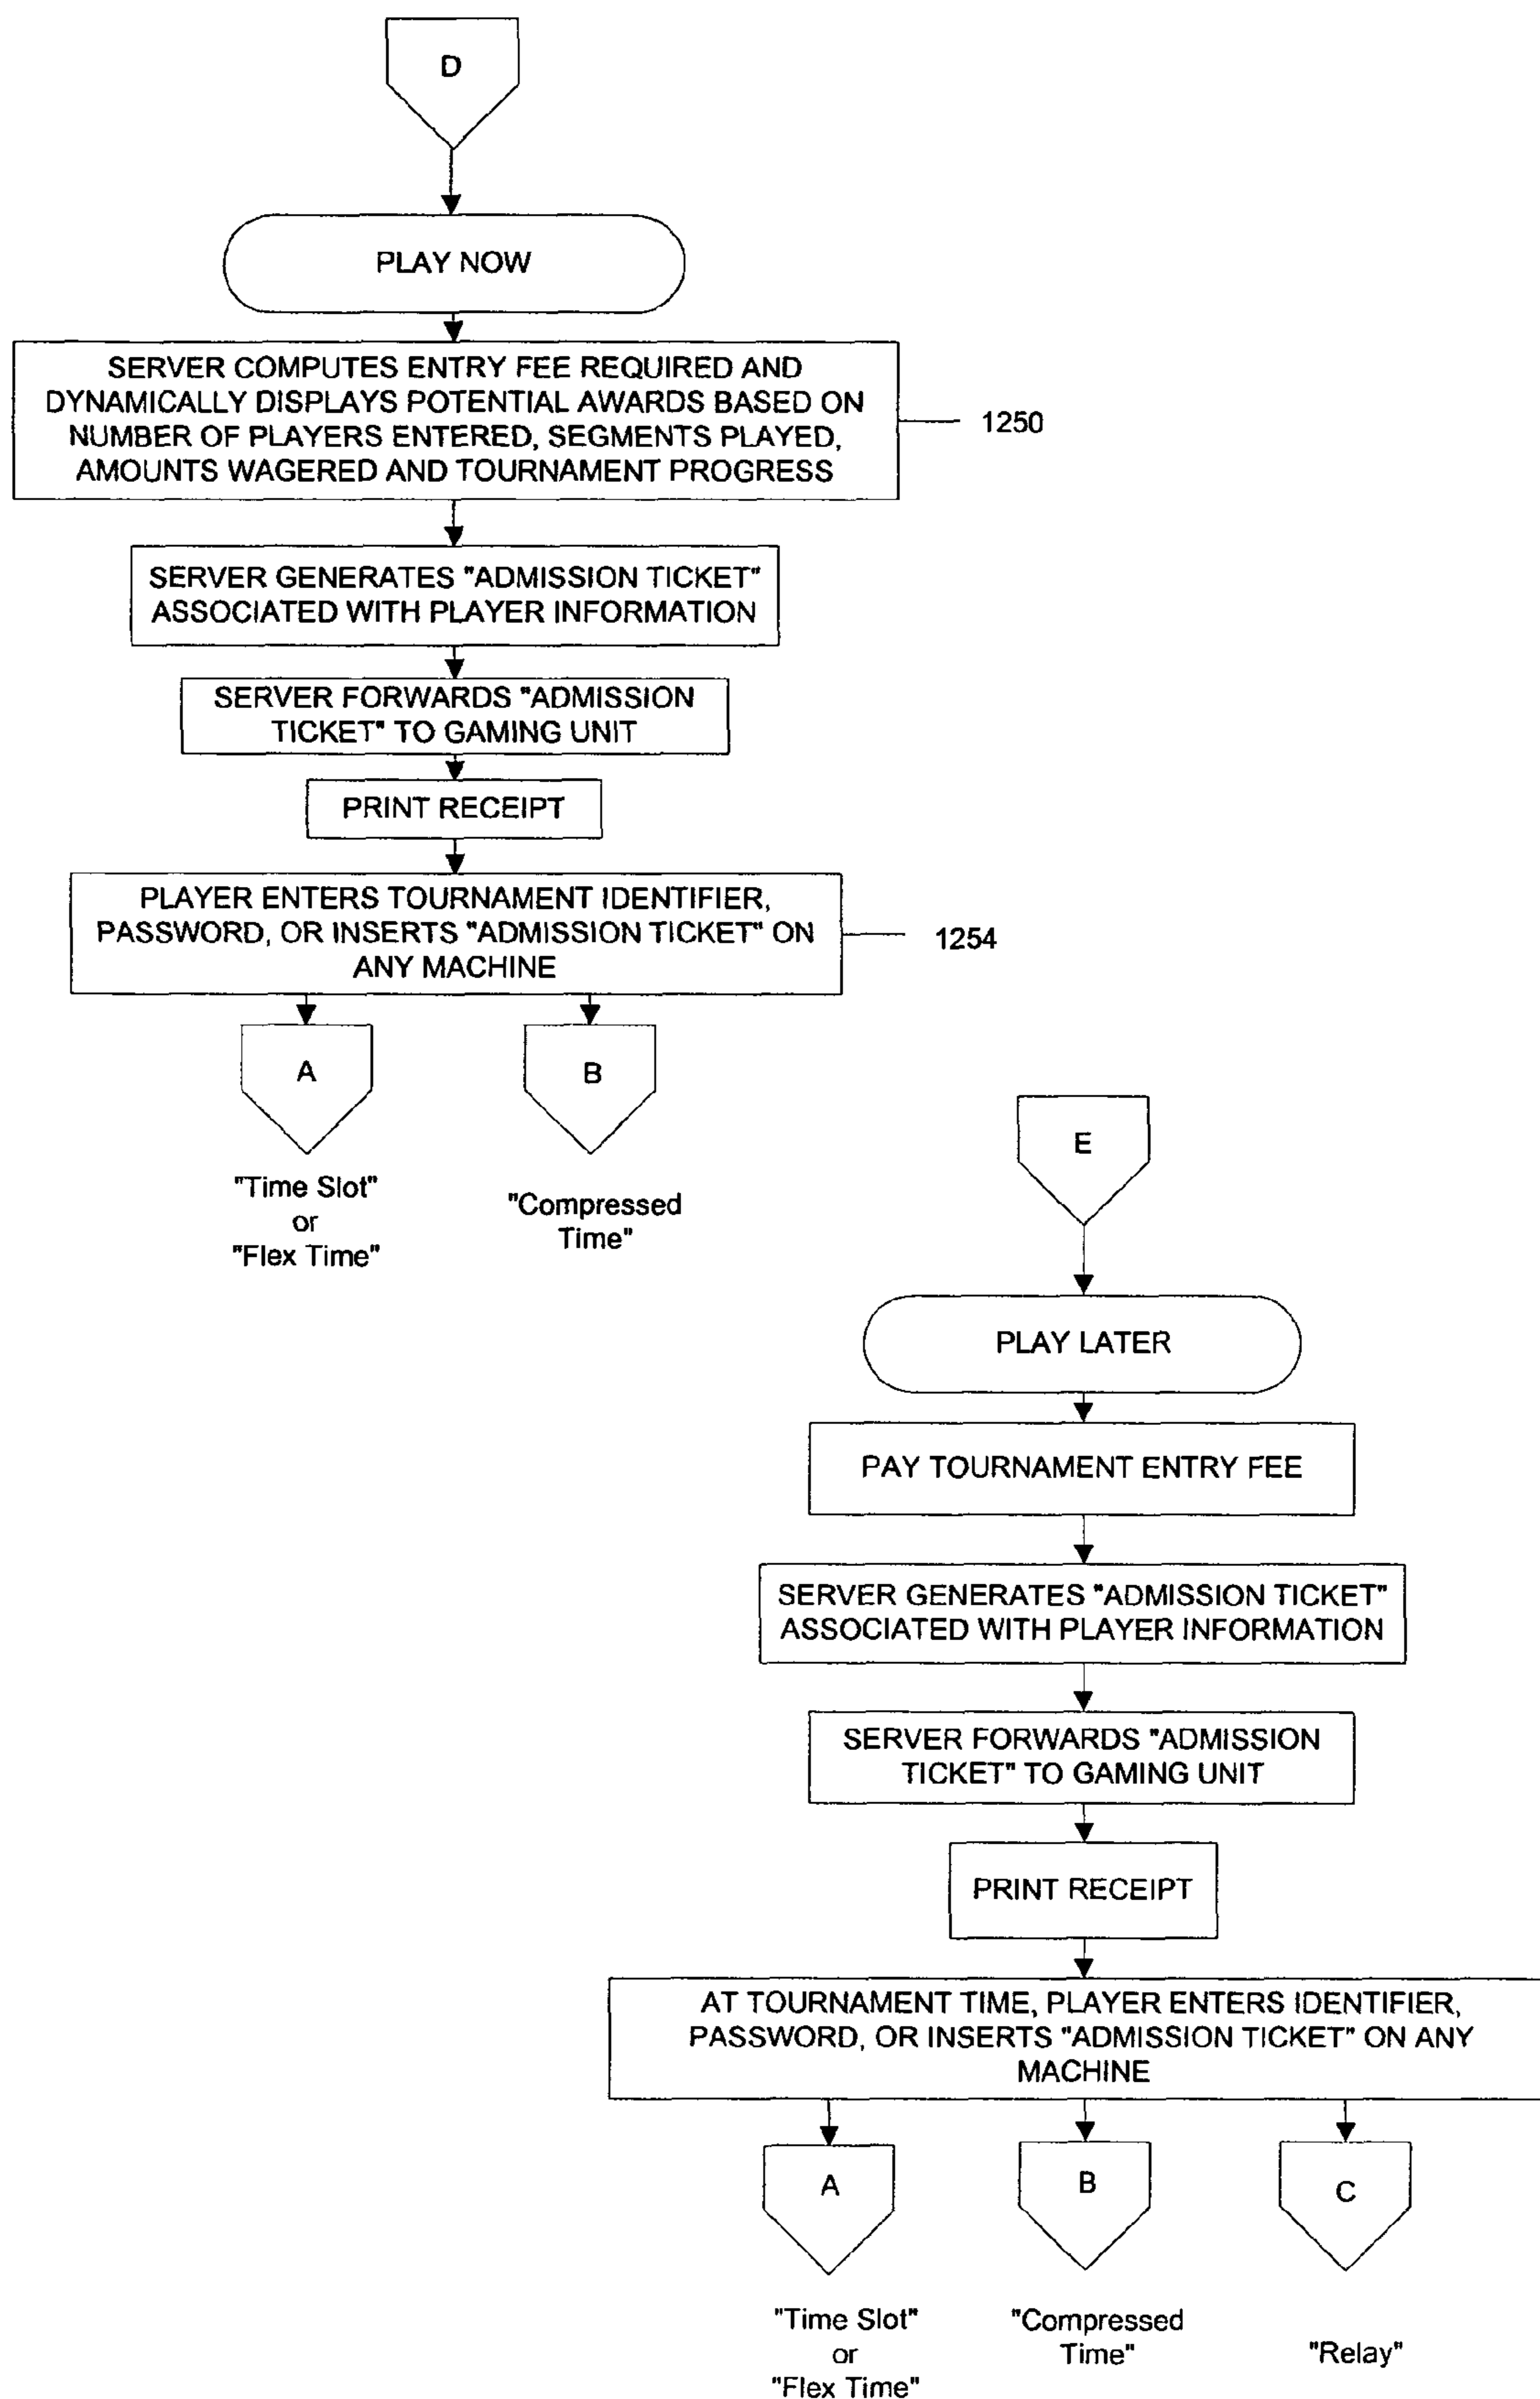 D
PLAY NOW
SERVER COMPUTES ENTRY FEE REQUIRED AND
DYNAMICALLY DISPLAYS POTENTIAL AWARDS BASED ON
NUMBER OF PLAYERS ENTERED, SEGMENTS PLAYED,
AMOUNTS WAGERED AND TOURNAMENT PROGRESS
1250
SERVER GENERATES "ADMISSION TICKET"
ASSOCIATED WITH PLAYER INFORMATION
SERVER FORWARDS "ADMISSION
TICKET" TO GAMING UNIT
PRINT RECEIPT
PLAYER ENTERS TOURNAMENT IDENTIFIER,
PASSWORD, OR INSERTS "ADMISSION TICKET" ON
ANY MACHINE
1254
A
"Time Slot"
or
"Flex Time"
B
"Compressed
Time"
E
PLAY LATER
PAY TOURNAMENT ENTRY FEE
SERVER GENERATES "ADMISSION TICKET"
ASSOCIATED WITH PLAYER INFORMATION
SERVER FORWARDS "ADMISSION
TICKET" TO GAMING UNIT
PRINT RECEIPT
AT TOURNAMENT TIME, PLAYER ENTERS IDENTIFIER,
PASSWORD, OR INSERTS "ADMISSION TICKET" ON ANY
MACHINE
A
"Time Slot"
or
"Flex Time"
B
"Compressed
Time"
C
"Relay"